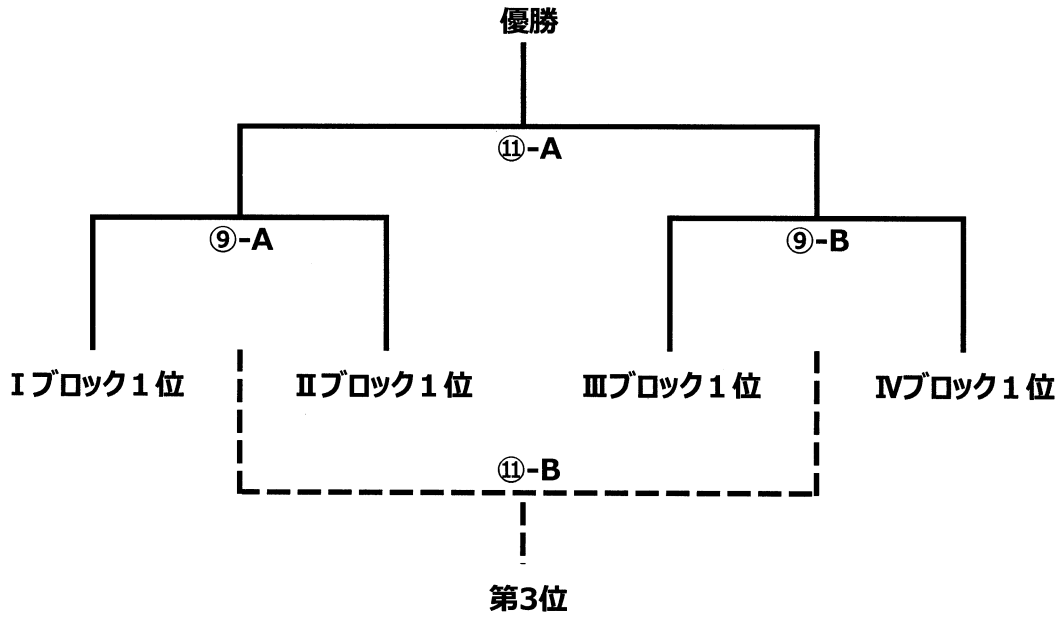 優勝
⑪-A
⑨-A
⑨-B
Ⅰブロック１位
Ⅱブロック１位
Ⅲブロック１位
Ⅳブロック１位
⑪-B
第3位